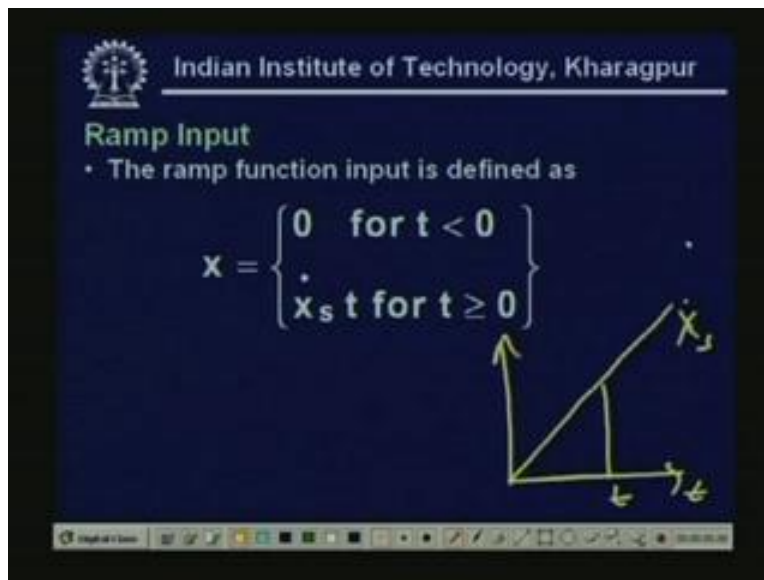 Indian Institute of Technology, Kharagpur
Ramp Input
• The ramp function input is defined as
x = { 0 for t < 0
ẋₛ t for t ≥ 0 }
ẋₛ
t
t